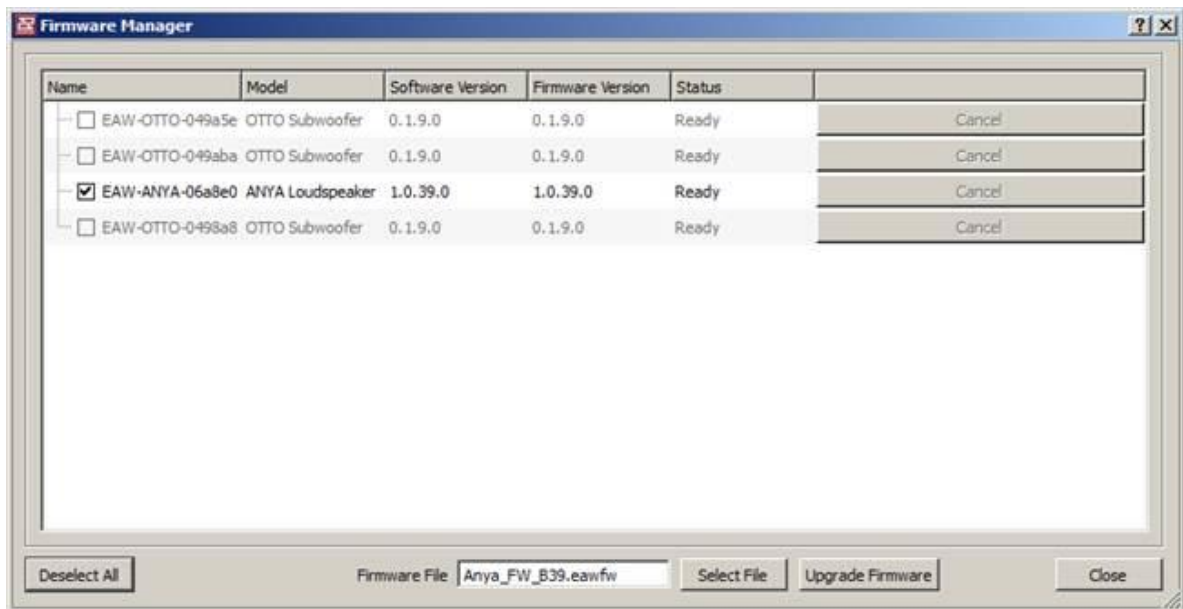 Firmware Manager
Name Model Software Version Firmware Version Status
EAW-OTTO-049a5e OTTO Subwoofer 0.1.9.0 0.1.9.0 Ready Cancel
EAW-OTTO-049aba OTTO Subwoofer 0.1.9.0 0.1.9.0 Ready Cancel
EAW-ANYA-06a8e0 ANYA Loudspeaker 1.0.39.0 1.0.39.0 Ready Cancel
EAW-OTTO-0498a8 OTTO Subwoofer 0.1.9.0 0.1.9.0 Ready Cancel
Deselect All Firmware File Anya_FW_B39.eawfw Select File Upgrade Firmware Close